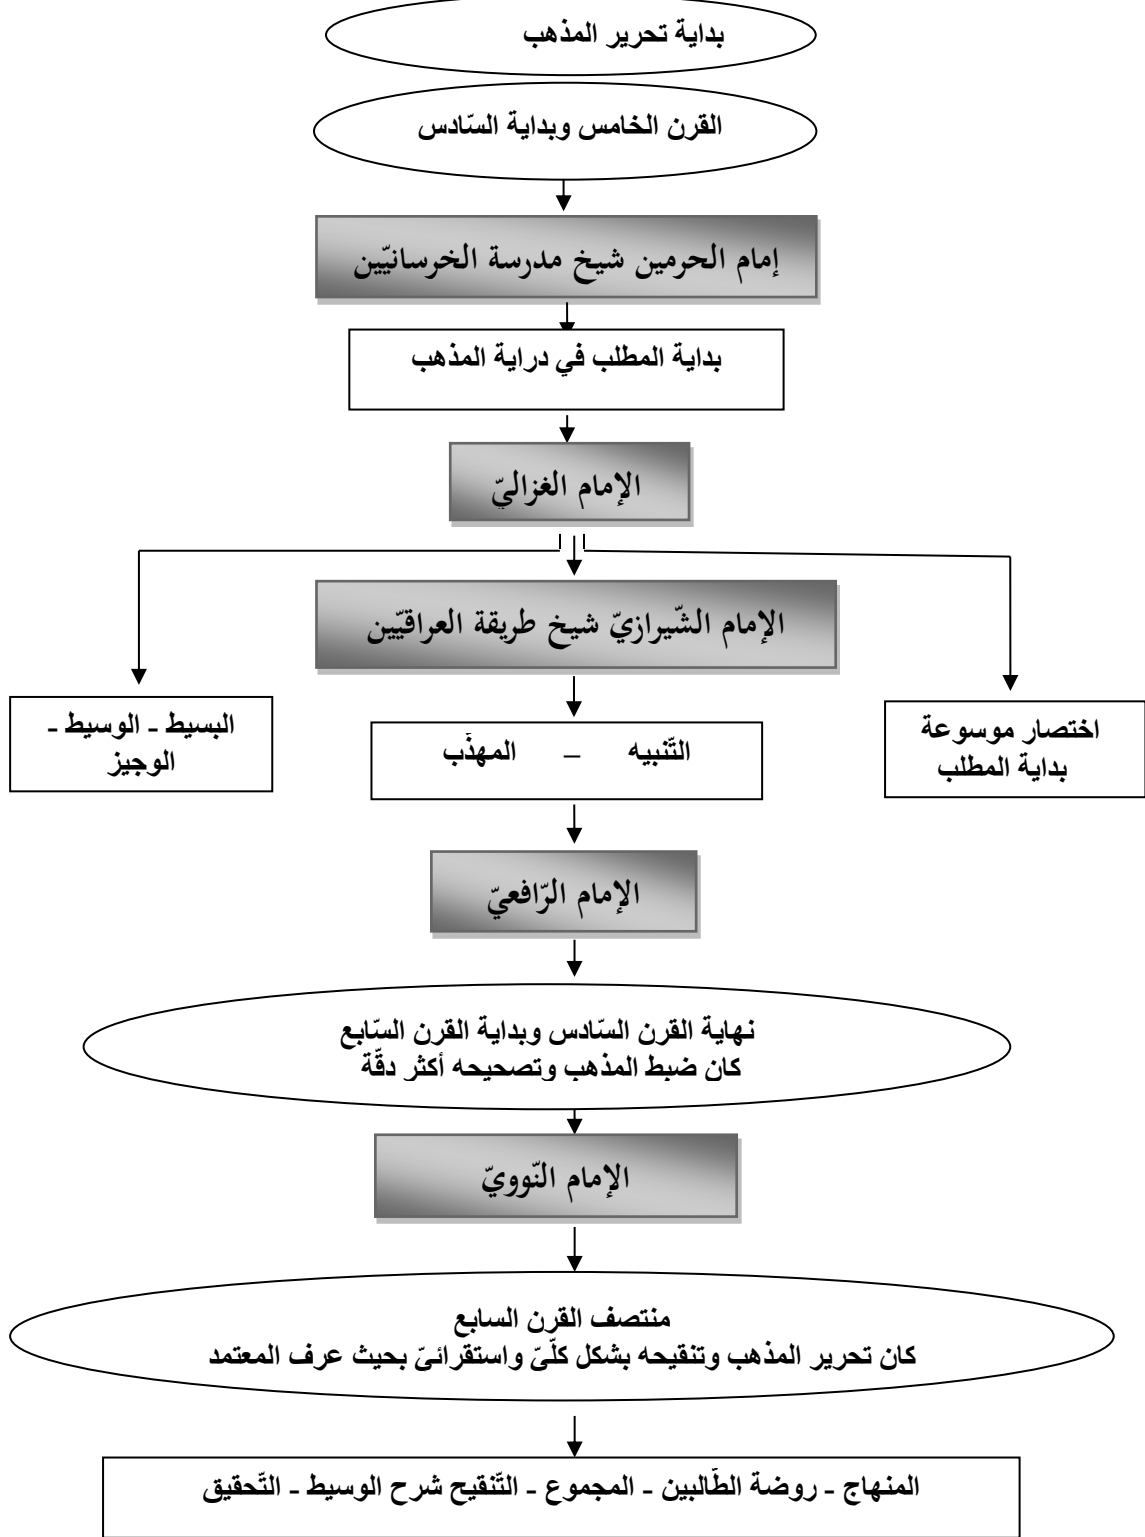 بداية تحرير المذهب
القرن الخامس وبداية السّادس
إمام الحرمين شيخ مدرسة الخرسانيّين
بداية المطلب في دراية المذهب
الإمام الغزاليّ
الإمام الشّيرازيّ شيخ طريقة العراقيّين
اختصار موسوعة
بداية المطلب
التّنبيه – المهذّب
البسيط - الوسيط -
الوجيز
الإمام الرّافعيّ
نهاية القرن السّادس وبداية القرن السّابع
كان ضبط المذهب وتصحيحه أكثر دقّة
الإمام النّوويّ
منتصف القرن السابع
كان تحرير المذهب وتنقيحه بشكل كلّيّ واستقرائيّ بحيث عرف المعتمد
المنهاج - روضة الطّالبين - المجموع - التّنقيح شرح الوسيط - التّحقيق